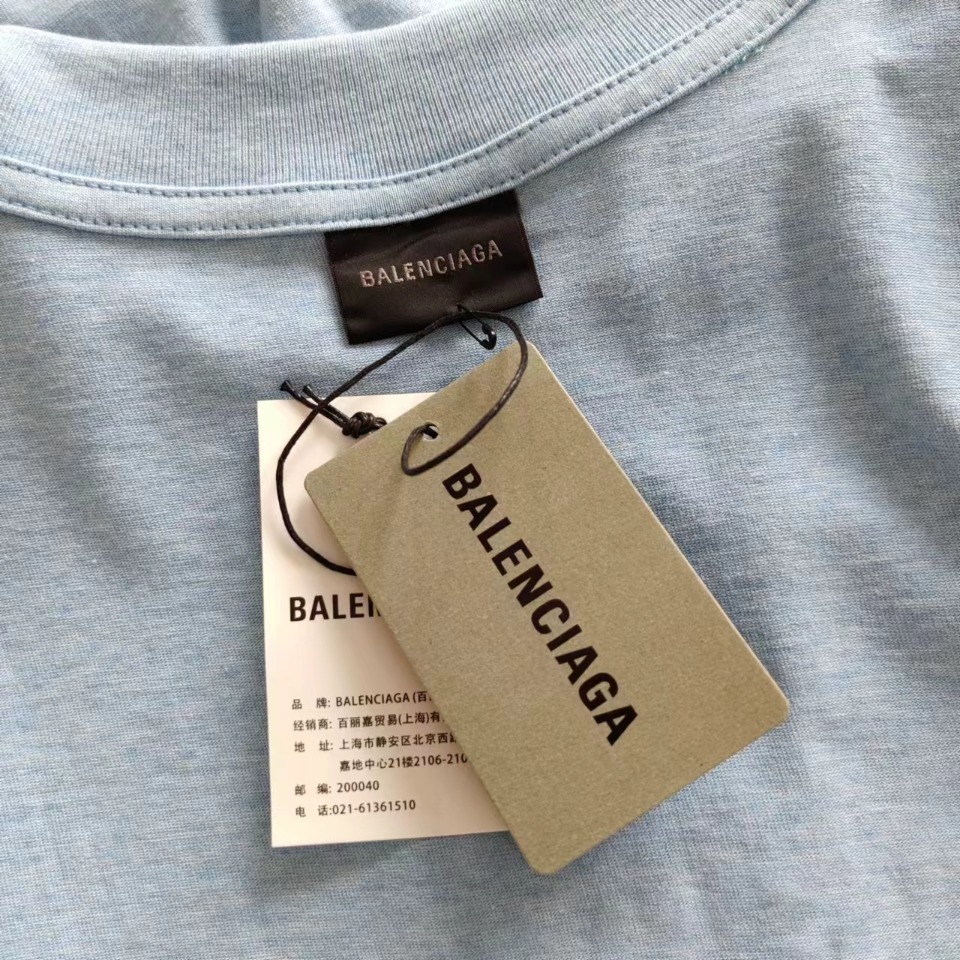 BALENCIAGA
BALENCIAGA
品 牌: BALENCIAGA (百
经销商: 百丽嘉贸易(上海)有
地 址: 上海市静安区北京西
嘉地中心21楼2106-210
邮 编: 200040
电 话:021-61361510